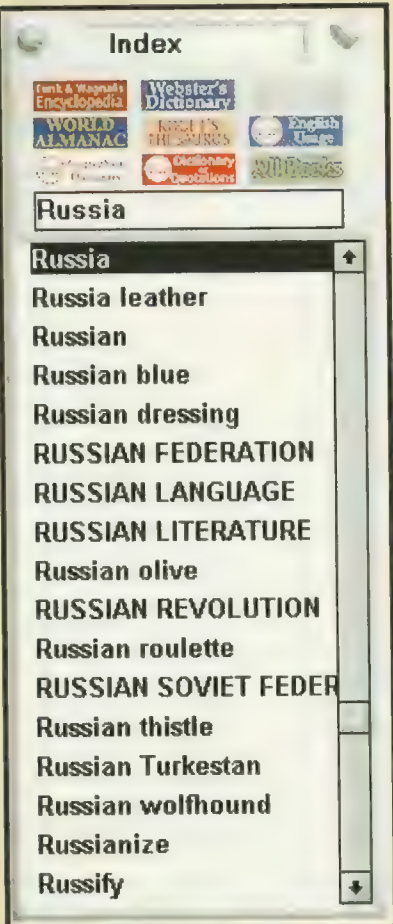 Index
Funk & Wagnalls
Encyclopedia
Webster's
Dictionary
WORLD
ALMANAC
ROGET'S
THESAURUS
English
Usage
Dictionary
of
Quotations
All Books
Russia
Russia
Russia leather
Russian
Russian blue
Russian dressing
RUSSIAN FEDERATION
RUSSIAN LANGUAGE
RUSSIAN LITERATURE
Russian olive
RUSSIAN REVOLUTION
Russian roulette
RUSSIAN SOVIET FEDER
Russian thistle
Russian Turkestan
Russian wolfhound
Russianize
Russify